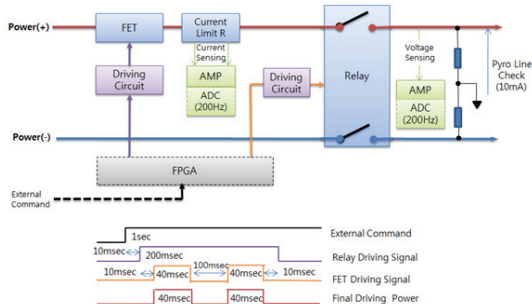 Power(+)
FET
Current
Limit R
Current
Sensing
AMP
ADC
(200Hz)
Driving
Circuit
Driving
Circuit
Relay
Voltage
Sensing
AMP
ADC
(200Hz)
Pyro Line
Check
(10mA)
Power(-)
FPGA
External
Command
1sec
External Command
10msec
200msec
Relay Driving Signal
10msec
40msec
100msec
40msec
10msec
FET Driving Signal
40msec
40msec
Final Driving Power